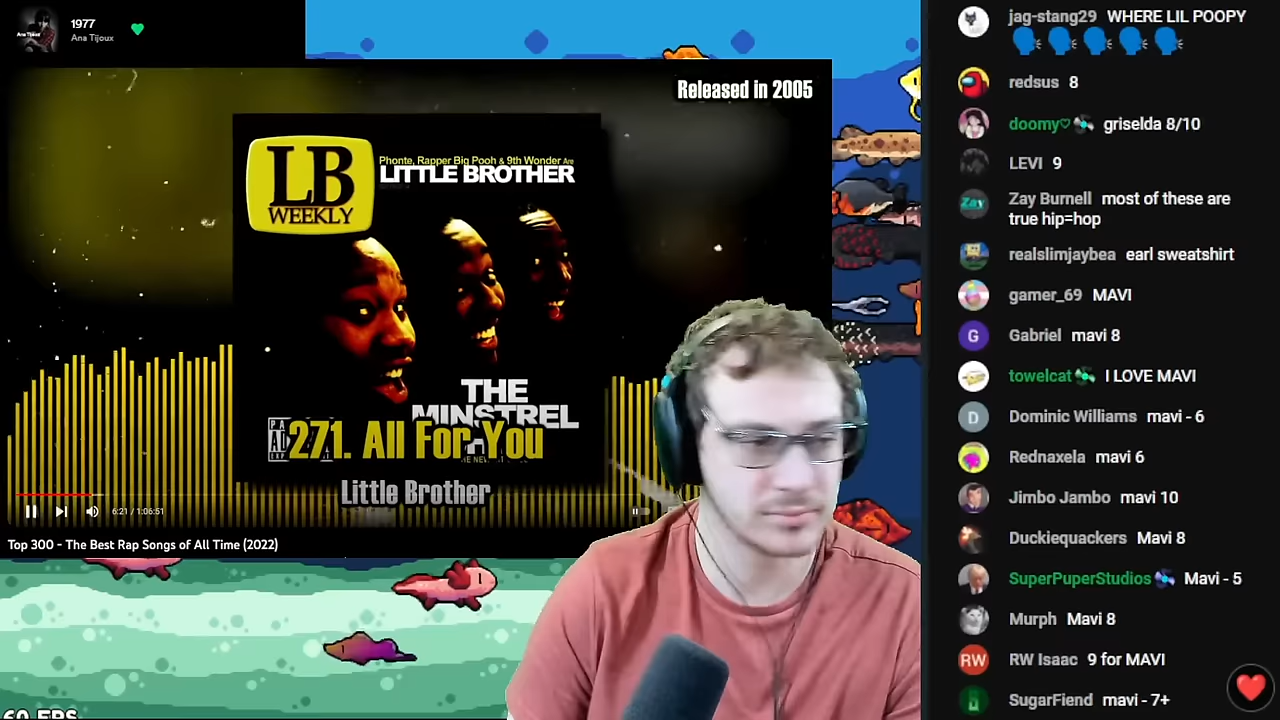 1977
Ana Tijoux
Released in 2005
LB
WEEKLY
Phonte, Rapper Big Pooh & 9th Wonder Are
LITTLE BROTHER
THE
MINSTREL
271. All For You
Little Brother
6:21 / 1:06:51
Top 300 - The Best Rap Songs of All Time (2022)
60 FPS
jag-stang29 WHERE LIL POOPY
redsus 8
doomy♡ griselda 8/10
LEVI 9
Zay Burnell most of these are
true hip=hop
realslimjaybea earl sweatshirt
gamer_69 MAVI
Gabriel mavi 8
towelcat I LOVE MAVI
Dominic Williams mavi - 6
Rednaxela mavi 6
Jimbo Jambo mavi 10
Duckiequackers Mavi 8
SuperPuperStudios Mavi - 5
Murph Mavi 8
RW Isaac 9 for MAVI
SugarFiend mavi - 7+